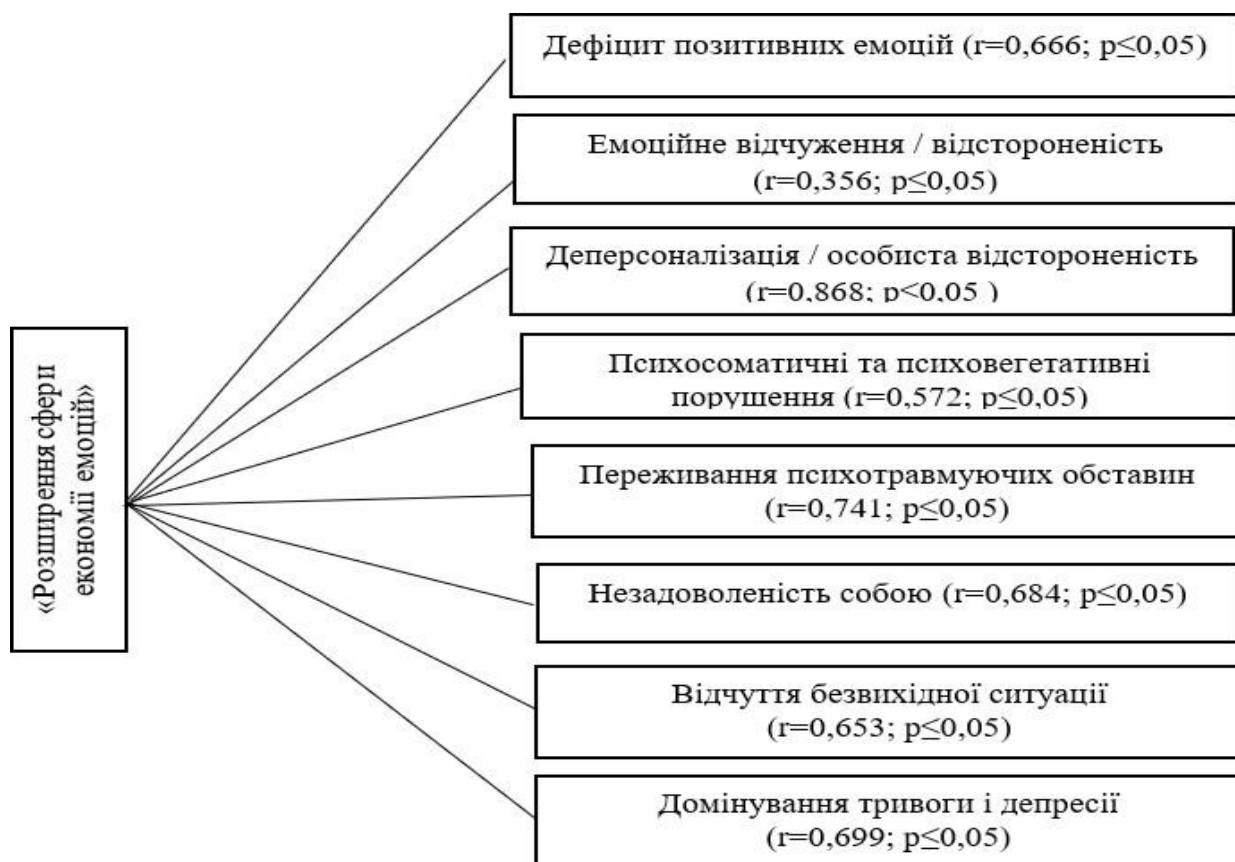 Дефіцит позитивних емоцій (r=0,666; p≤0,05)
Емоційне відчуження / відстороненість
(r=0,356; p≤0,05)
Деперсоналізація / особиста відстороненість
(r=0,868; p≤0,05 )
Психосоматичні та психовегетативні
порушення (r=0,572; p≤0,05)
«Розширення сфери
економії емоцій»
Переживання психотравмуючих обставин
(r=0,741; p≤0,05)
Незадоволеність собою (r=0,684; p≤0,05)
Відчуття безвихідної ситуації
(r=0,653; p≤0,05)
Домінування тривоги і депресії
(r=0,699; p≤0,05)